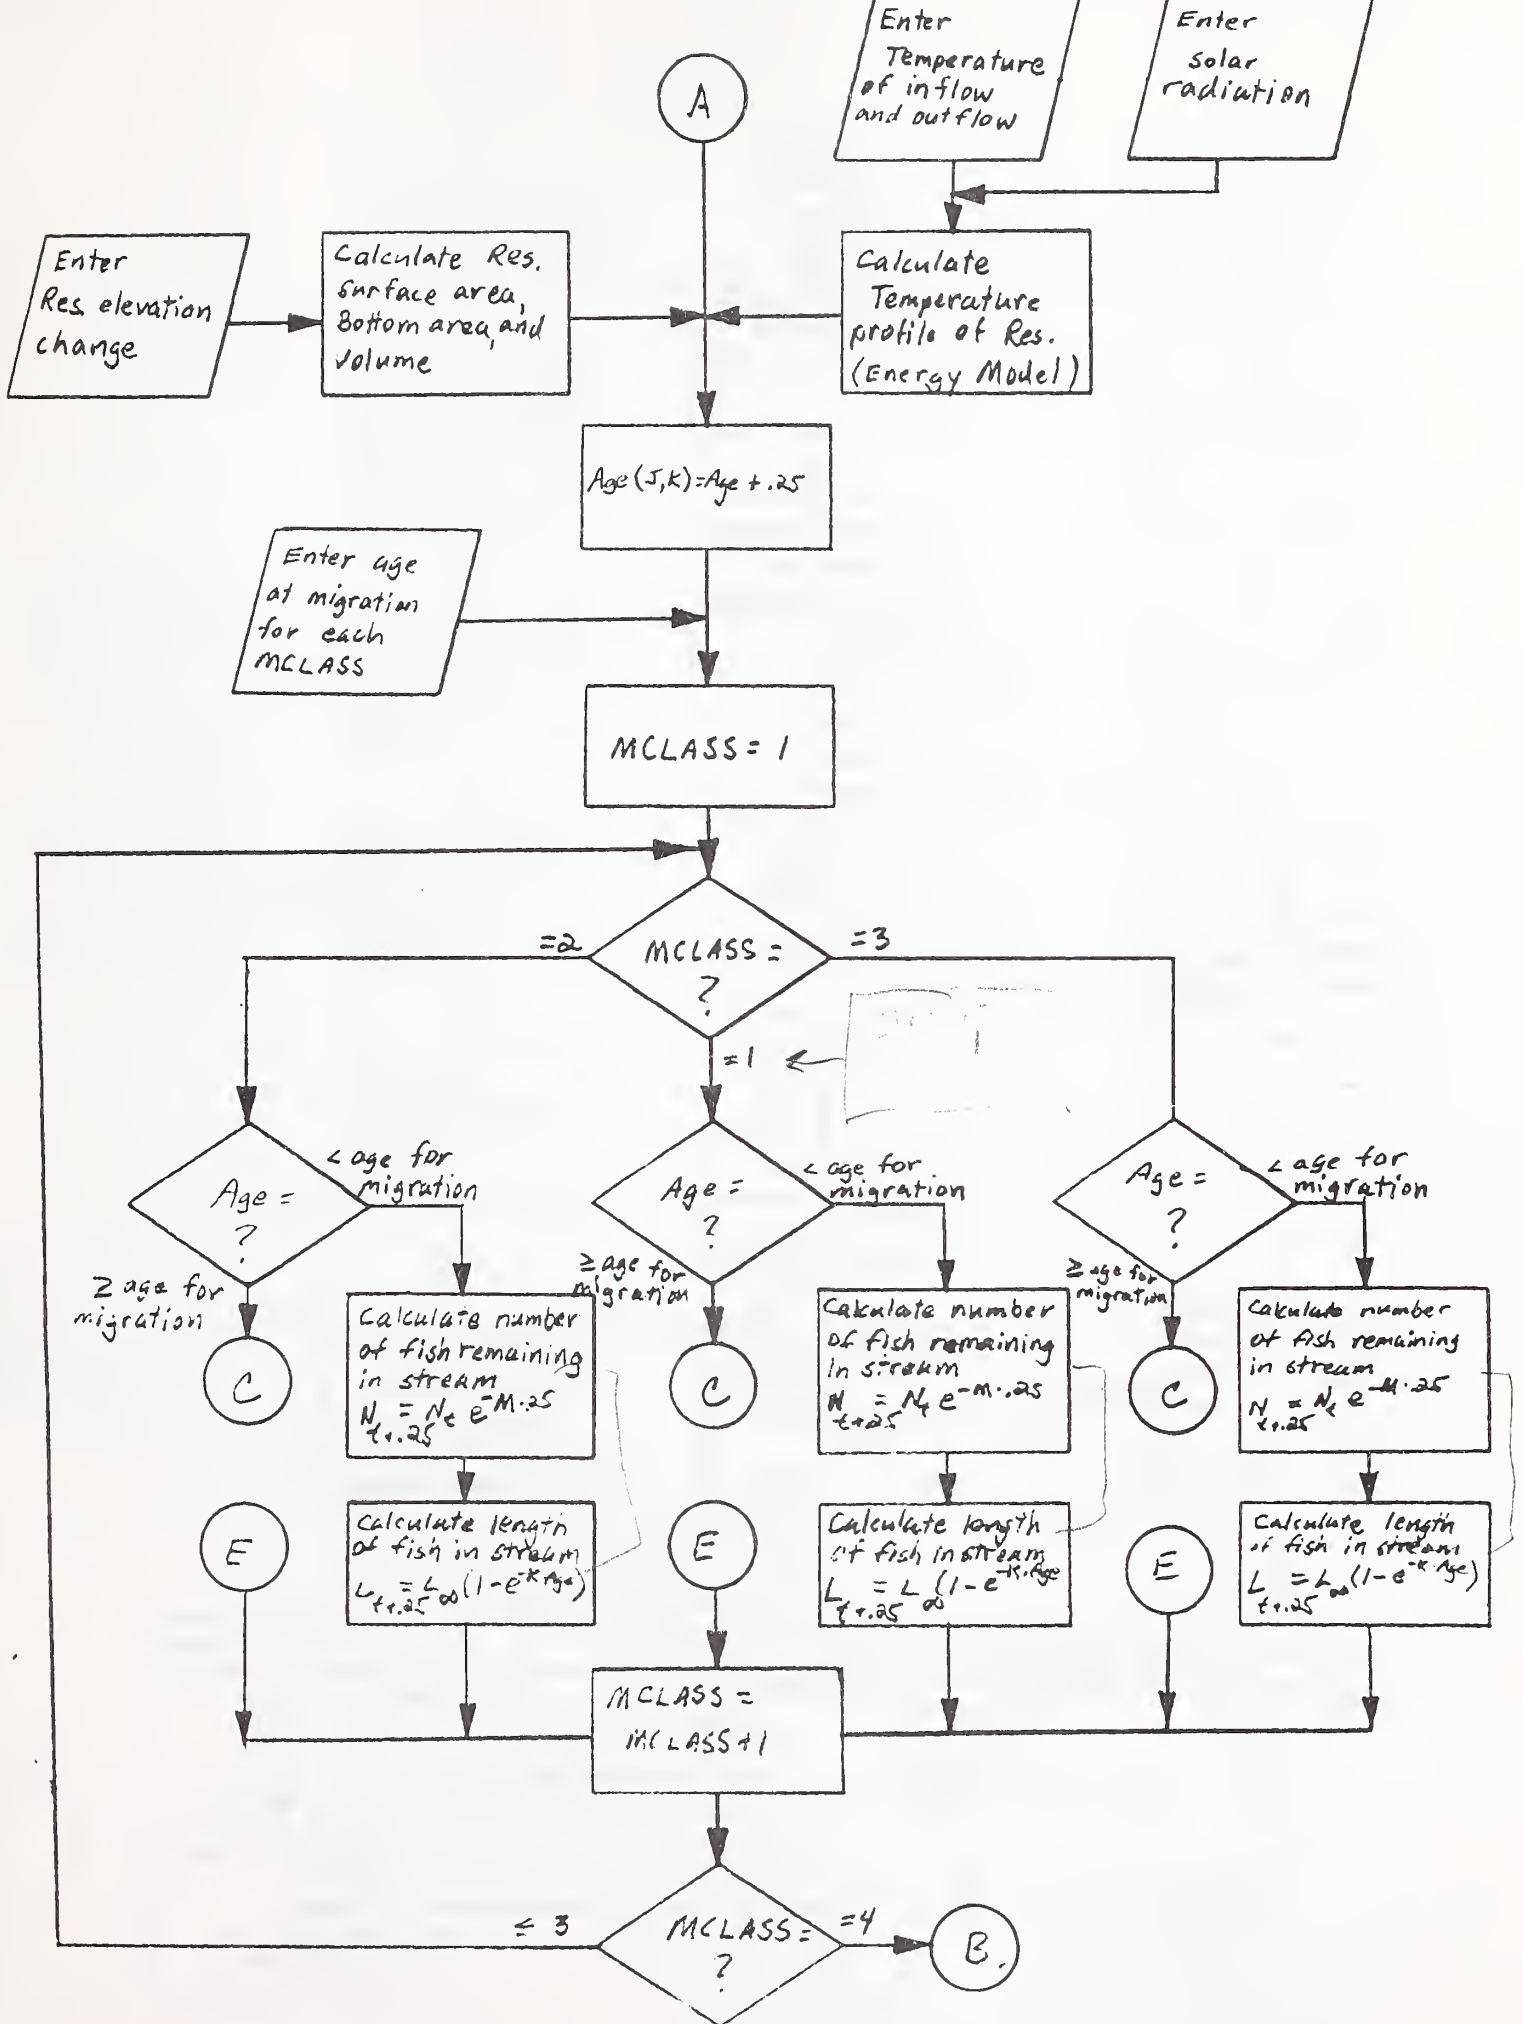 Enter
Temperature
of inflow
and outflow
Enter
solar
radiation
A
Enter
Res. elevation
change
Calculate Res.
surface area,
Bottom area, and
volume
Calculate
Temperature
profile of Res.
(Energy Model)
Age (J,K)=Age + .25
Enter age
at migration
for each
MCLASS
MCLASS = 1
=2
MCLASS =
?
=3
=1
Age =
?
< age for
migration
≥ age for
migration
C
Calculate number
of fish remaining
in stream
N t+.25 = Nt e^-M·.25
Calculate length
of fish in stream
L t+.25 = L∞ (1-e^-K·Age)
E
Age =
?
< age for
migration
≥ age for
migration
C
Calculate number
of fish remaining
in stream
N t+.25 = Nt e^-M·.25
Calculate length
of fish in stream
L t+.25 = L∞ (1-e^-K·Age
E
Age =
?
< age for
migration
≥ age for
migration
C
Calculate number
of fish remaining
in stream
N t+.25 = Nt e^-M·.25
Calculate length
of fish in stream
L t+.25 = L∞ (1-e^-K·Age)
E
MCLASS =
MCLASS+1
≤ 3
MCLASS =
?
=4
B